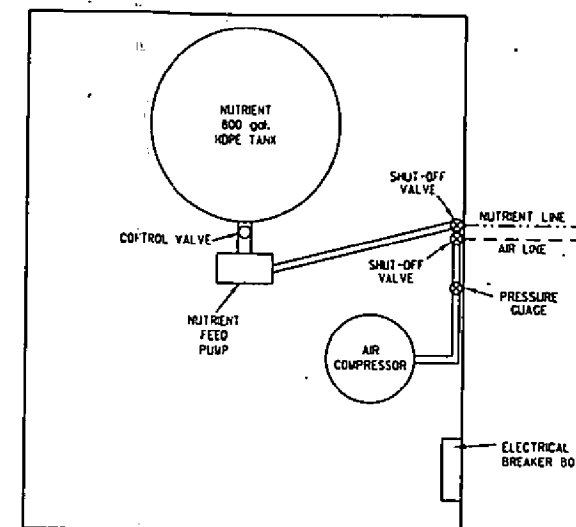 NUTRIENT
800 gal.
HDPE TANK
SHUT-OFF
VALVE
NUTRIENT LINE
COFTROL VALVE
AIR LINE
SHUT-OFF
VALVE
PRESSURE
GUAGE
NUTRIENT
FEED
PUMP
AIR
COMPRESSOR
ELECTRICAL
BREAKER BO